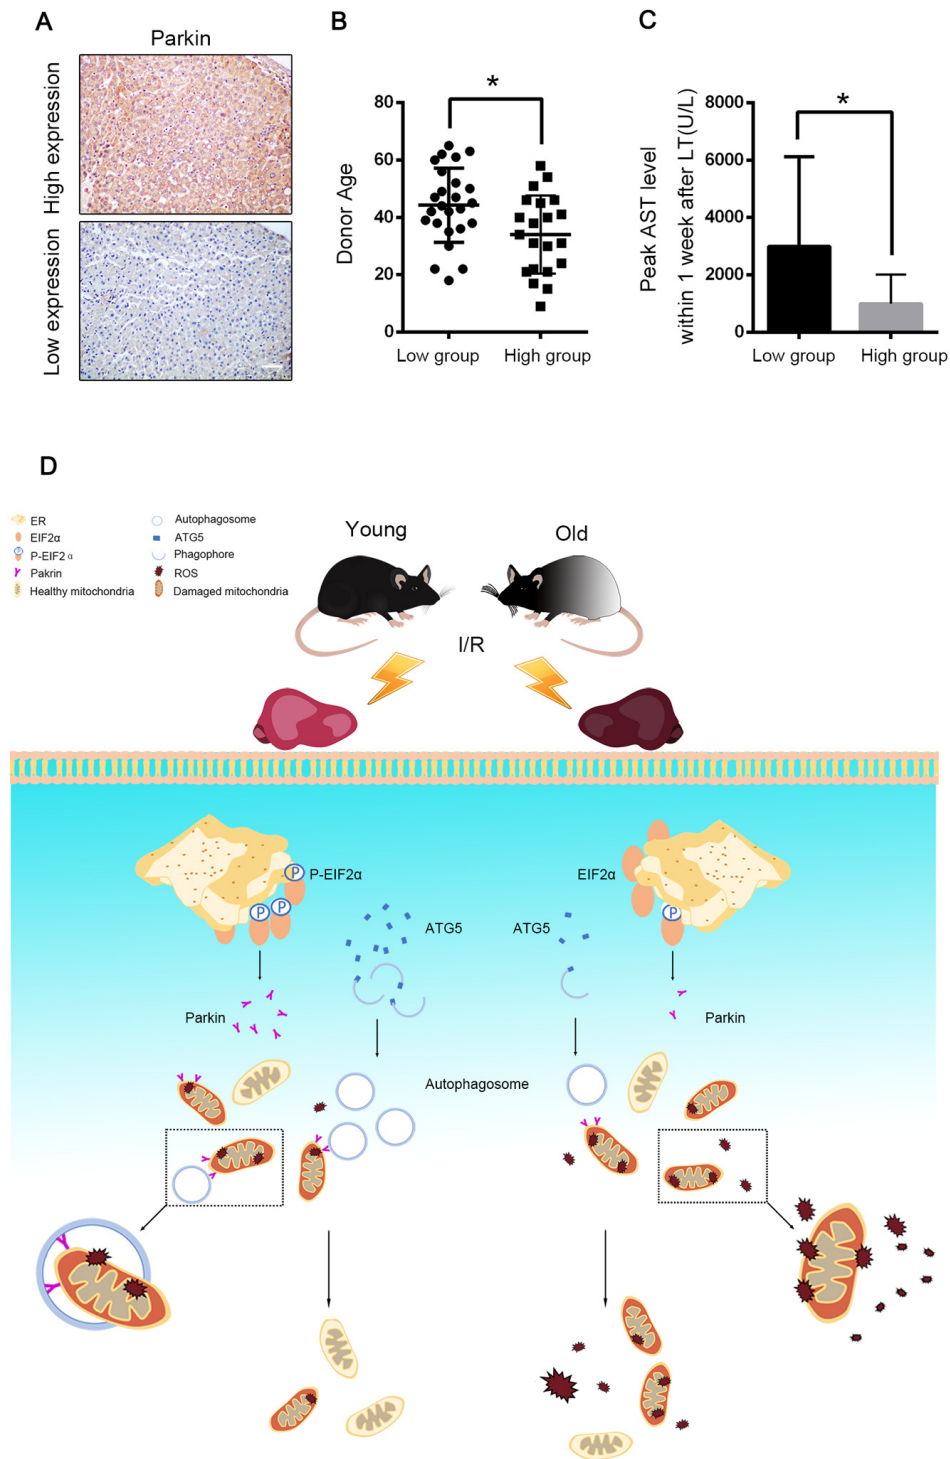 A
Parkin
High expression
Low expression
B
*
Donor Age
80
60
40
20
0
Low group
High group
C
*
Peak AST level
within 1 week after LT(U/L)
8000
6000
4000
2000
0
Low group
High group
D
ER
EIF2α
P-EIF2 α
Pakrin
Healthy mitochondria
Autophagosome
ATG5
Phagophore
ROS
Damaged mitochondria
P
Young
Old
I/R
P
P-EIF2α
P
P
ATG5
Parkin
EIF2α
P
ATG5
Parkin
Autophagosome